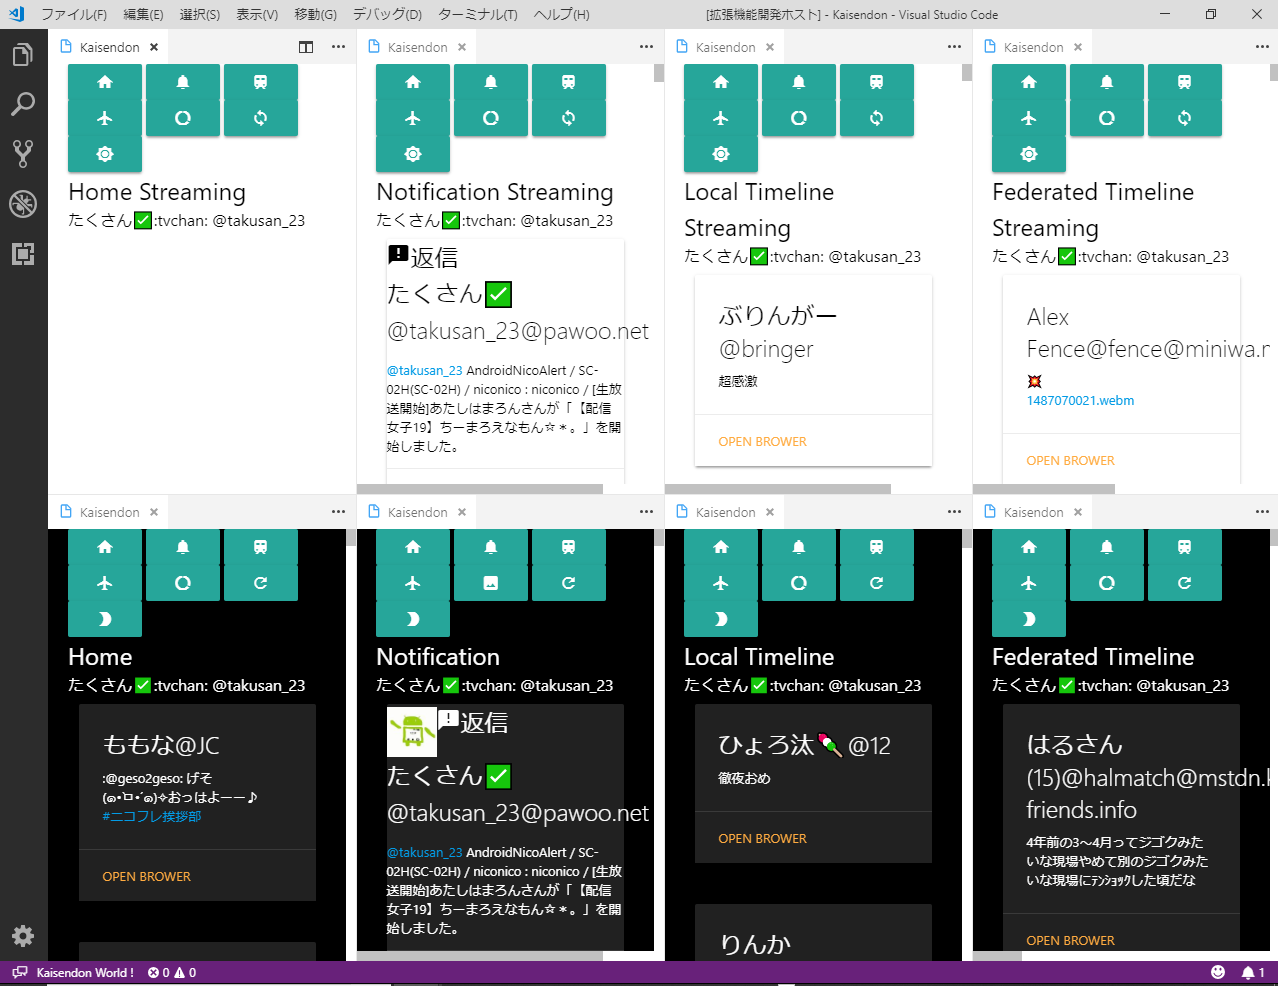 ファイル(F) 編集(E) 選択(S) 表示(V) 移動(G) デバッグ(D) ターミナル(T) ヘルプ(H) [拡張機能開発ホスト] - Kaisendon - Visual Studio Code
Kaisendon
Home Streaming
たくさん✅:tvchan: @takusan_23
Kaisendon
Notification Streaming
たくさん✅:tvchan: @takusan_23
返信
たくさん✅
@takusan_23@pawoo.net
@takusan_23 AndroidNicoAlert / SC-
02H(SC-02H) / niconico : niconico / [生放
送開始]あたしはまろんさんが「【配信
女子19】ちーまろえなもん☆＊。」を開
始しました。
Kaisendon
Local Timeline
Streaming
たくさん✅:tvchan: @takusan_23
ぶりんがー
@bringer
超感激
OPEN BROWER
Kaisendon
Federated Timeline
Streaming
たくさん✅:tvchan: @takusan_23
Alex
Fence@fence@miniwa.r
💥
1487070021.webm
OPEN BROWER
Kaisendon
Home
たくさん✅:tvchan: @takusan_23
ももな@JC
:@geso2geso: げそ
(๑•̀ㅁ•́๑)✧おっはよーー♪
#ニコフレ挨拶部
OPEN BROWER
Kaisendon
Notification
たくさん✅:tvchan: @takusan_23
返信
たくさん✅
@takusan_23@pawoo.net
@takusan_23 AndroidNicoAlert / SC-
02H(SC-02H) / niconico : niconico / [生放
送開始]あたしはまろんさんが「【配信
女子19】ちーまろえなもん☆＊。」を開
始しました。
Kaisendon
Local Timeline
たくさん✅:tvchan: @takusan_23
ひょろ汰🍡@12
徹夜おめ
OPEN BROWER
りんか
Kaisendon
Federated Timeline
たくさん✅:tvchan: @takusan_23
はるさん
(15)@halmatch@mstdn.k
friends.info
4年前の3〜4月ってジゴクみた
いな現場やめて別のジゴクみた
いな現場にﾃﾝｼｮｯｸした頃だな
OPEN BROWER
Kaisendon World ! 0 0 1